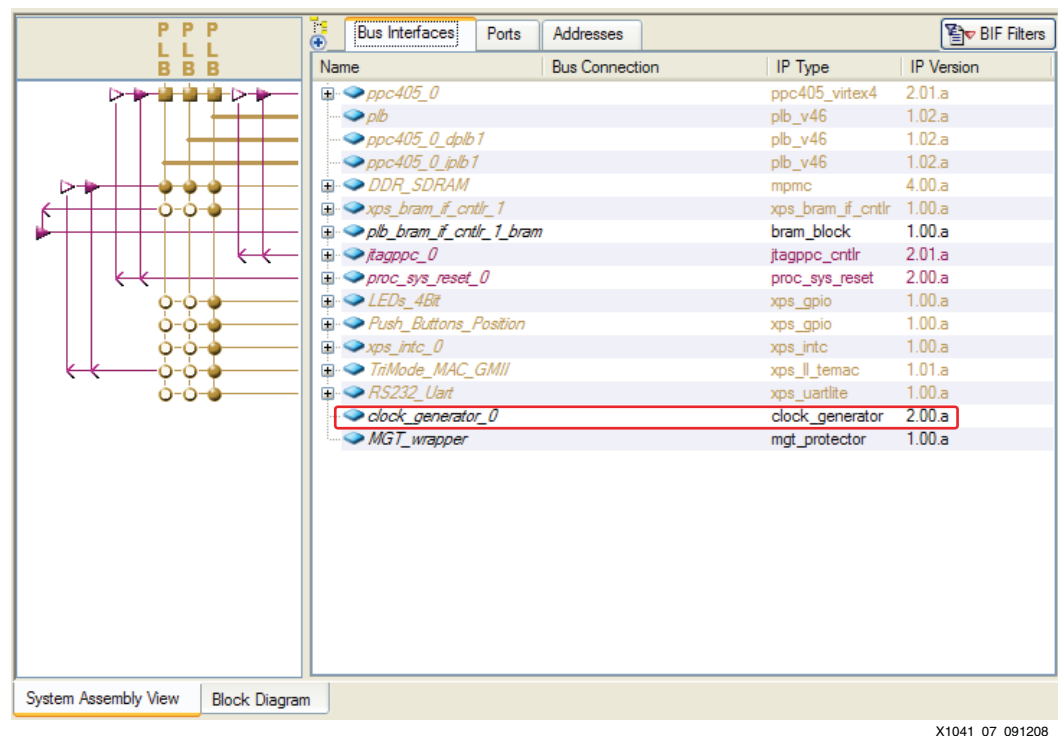 PLB PLB PLB
Bus Interfaces Ports Addresses BIF Filters
Name Bus Connection IP Type IP Version
ppc405_0 ppc405_virtex4 2.01.a
plb plb_v46 1.02.a
ppc405_0_dplb1 plb_v46 1.02.a
ppc405_0_iplb1 plb_v46 1.02.a
DDR_SDRAM mpmc 4.00.a
xps_bram_if_cntlr_1 xps_bram_if_cntlr 1.00.a
plb_bram_if_cntlr_1_bram bram_block 1.00.a
jtagppc_0 jtagppc_cntlr 2.01.a
proc_sys_reset_0 proc_sys_reset 2.00.a
LEDs_4Bit xps_gpio 1.00.a
Push_Buttons_Position xps_gpio 1.00.a
xps_intc_0 xps_intc 1.00.a
TriMode_MAC_GMII xps_ll_temac 1.01.a
RS232_Uart xps_uartlite 1.00.a
clock_generator_0 clock_generator 2.00.a
MGT_wrapper mgt_protector 1.00.a
System Assembly View Block Diagram
X1041_07_091208